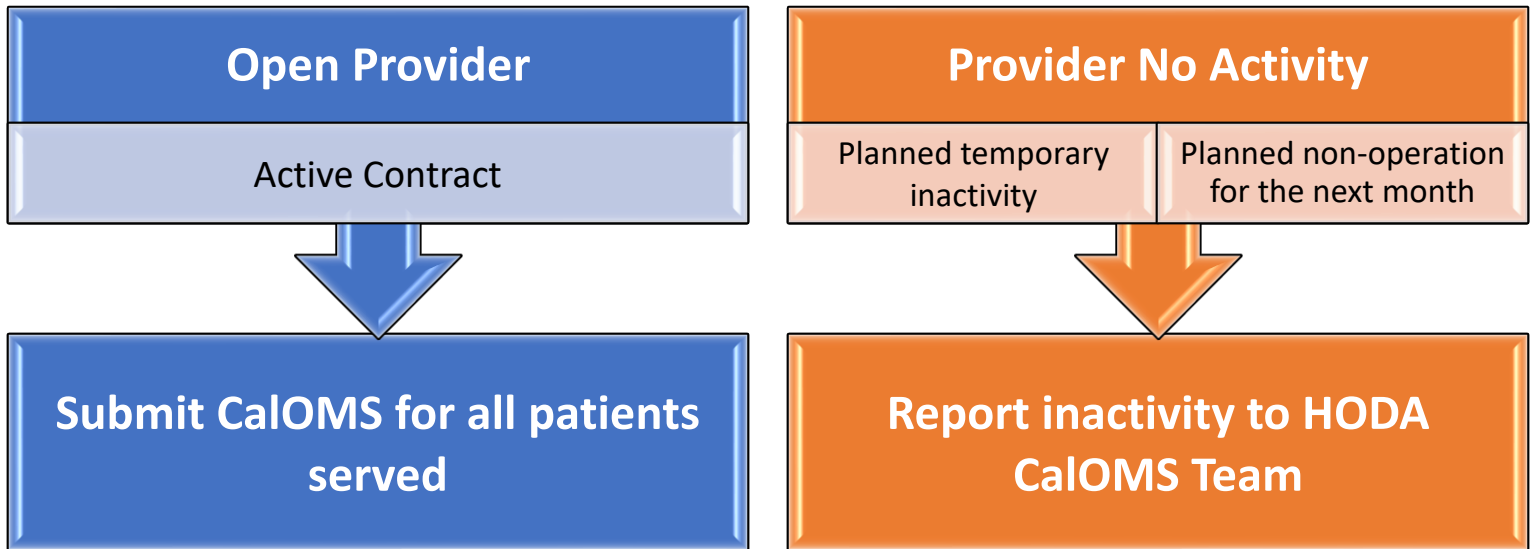 Open Provider
Active Contract
Submit CalOMS for all patients
served
Provider No Activity
Planned temporary
inactivity
Planned non-operation
for the next month
Report inactivity to HODA
CalOMS Team